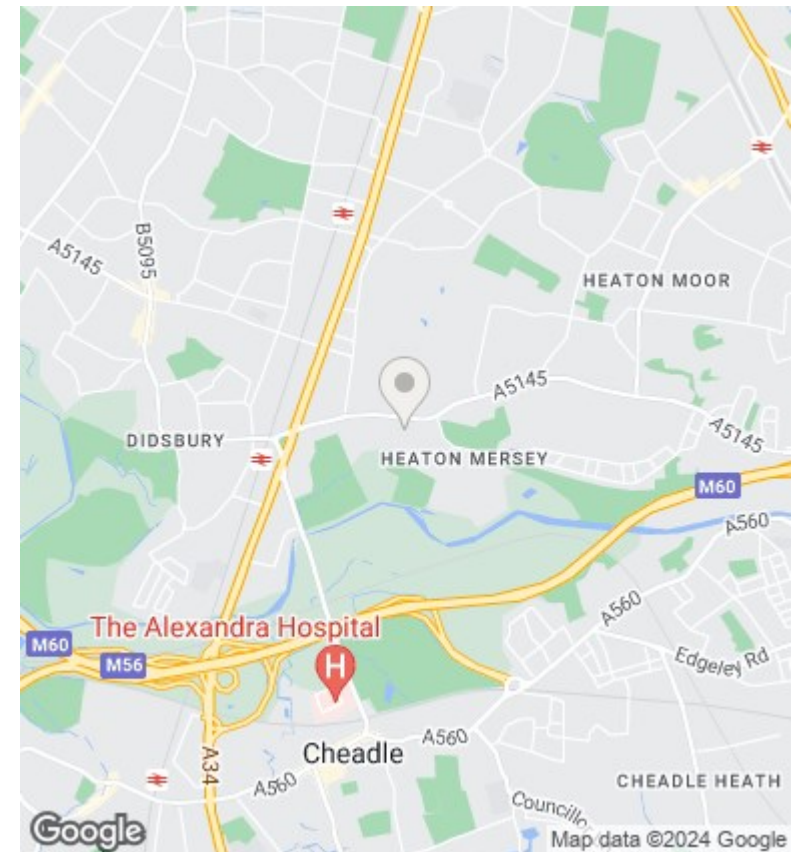 A5145
B5095
HEATON MOOR
A5145
A5145
DIDSBURY
HEATON MERSEY
M60
A560
A560
The Alexandra Hospital
H
M60
M56
Edgeley Rd
A560
Cheadle
A34
A560
CHEADLE HEATH
Councillo
Google
Map data ©2024 Google